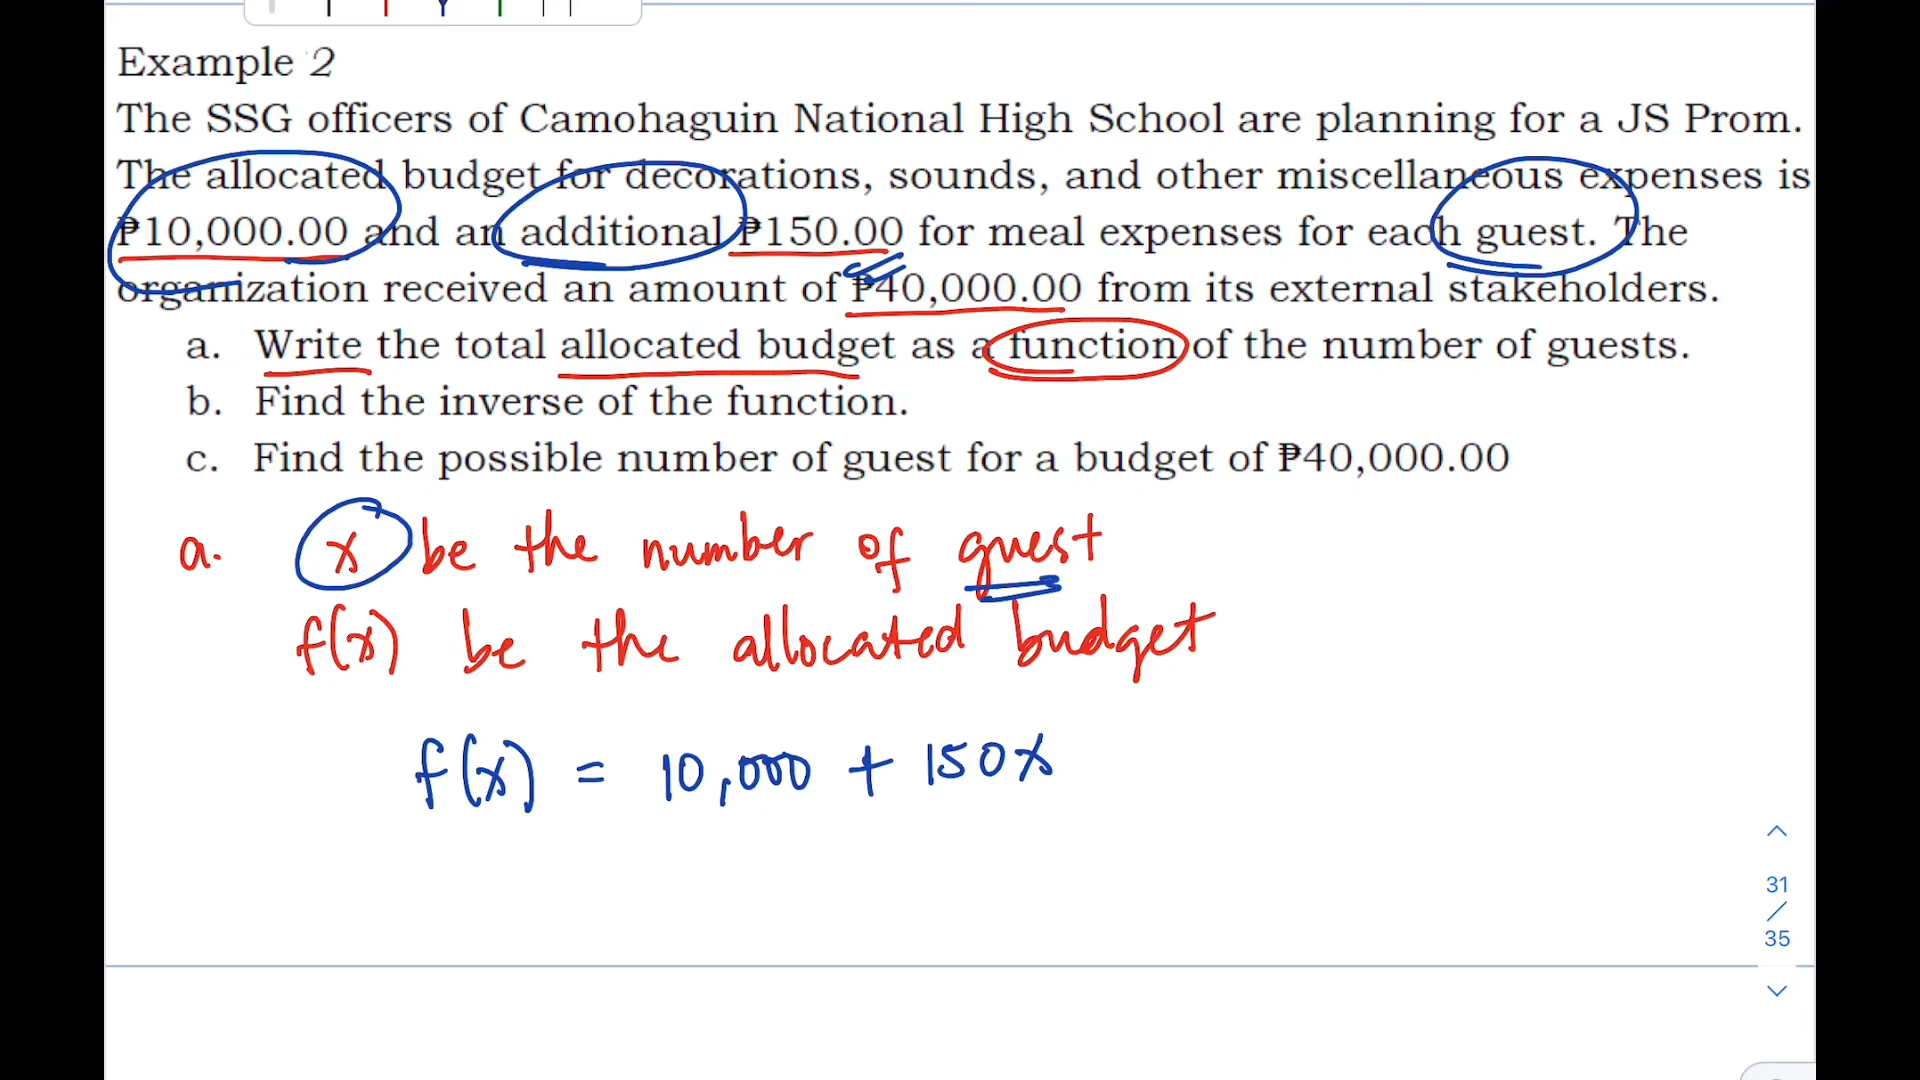 Example 2
The SSG officers of Camohaguin National High School are planning for a JS Prom.
The allocated budget for decorations, sounds, and other miscellaneous expenses is
₱10,000.00 and an additional ₱150.00 for meal expenses for each guest. The
organization received an amount of ₱40,000.00 from its external stakeholders.
a. Write the total allocated budget as a function of the number of guests.
b. Find the inverse of the function.
c. Find the possible number of guest for a budget of ₱40,000.00
a. x be the number of guest
f(x) be the allocated budget
f(x) = 10,000 + 150x
31
/
35